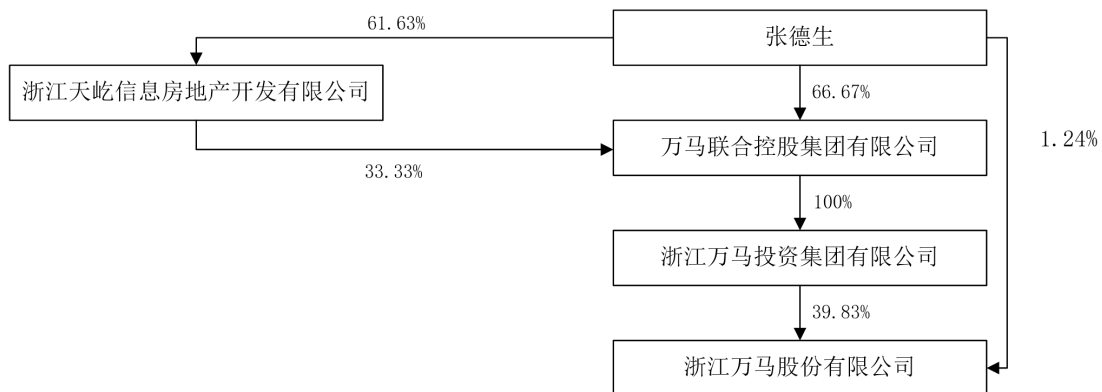 61.63%
张德生
浙江天屹信息房地产开发有限公司
66.67%
万马联合控股集团有限公司
1.24%
33.33%
100%
浙江万马投资集团有限公司
39.83%
浙江万马股份有限公司